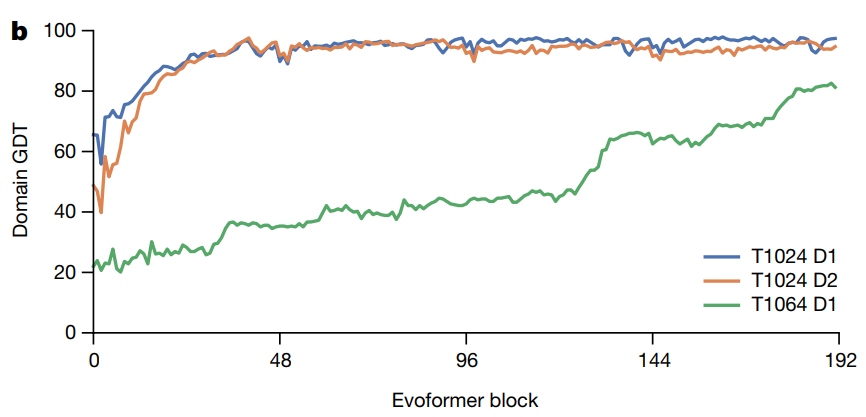 b
100
80
60
40
20
0
Domain GDT
T1024 D1
T1024 D2
T1064 D1
0 48 96 144 192
Evoformer block